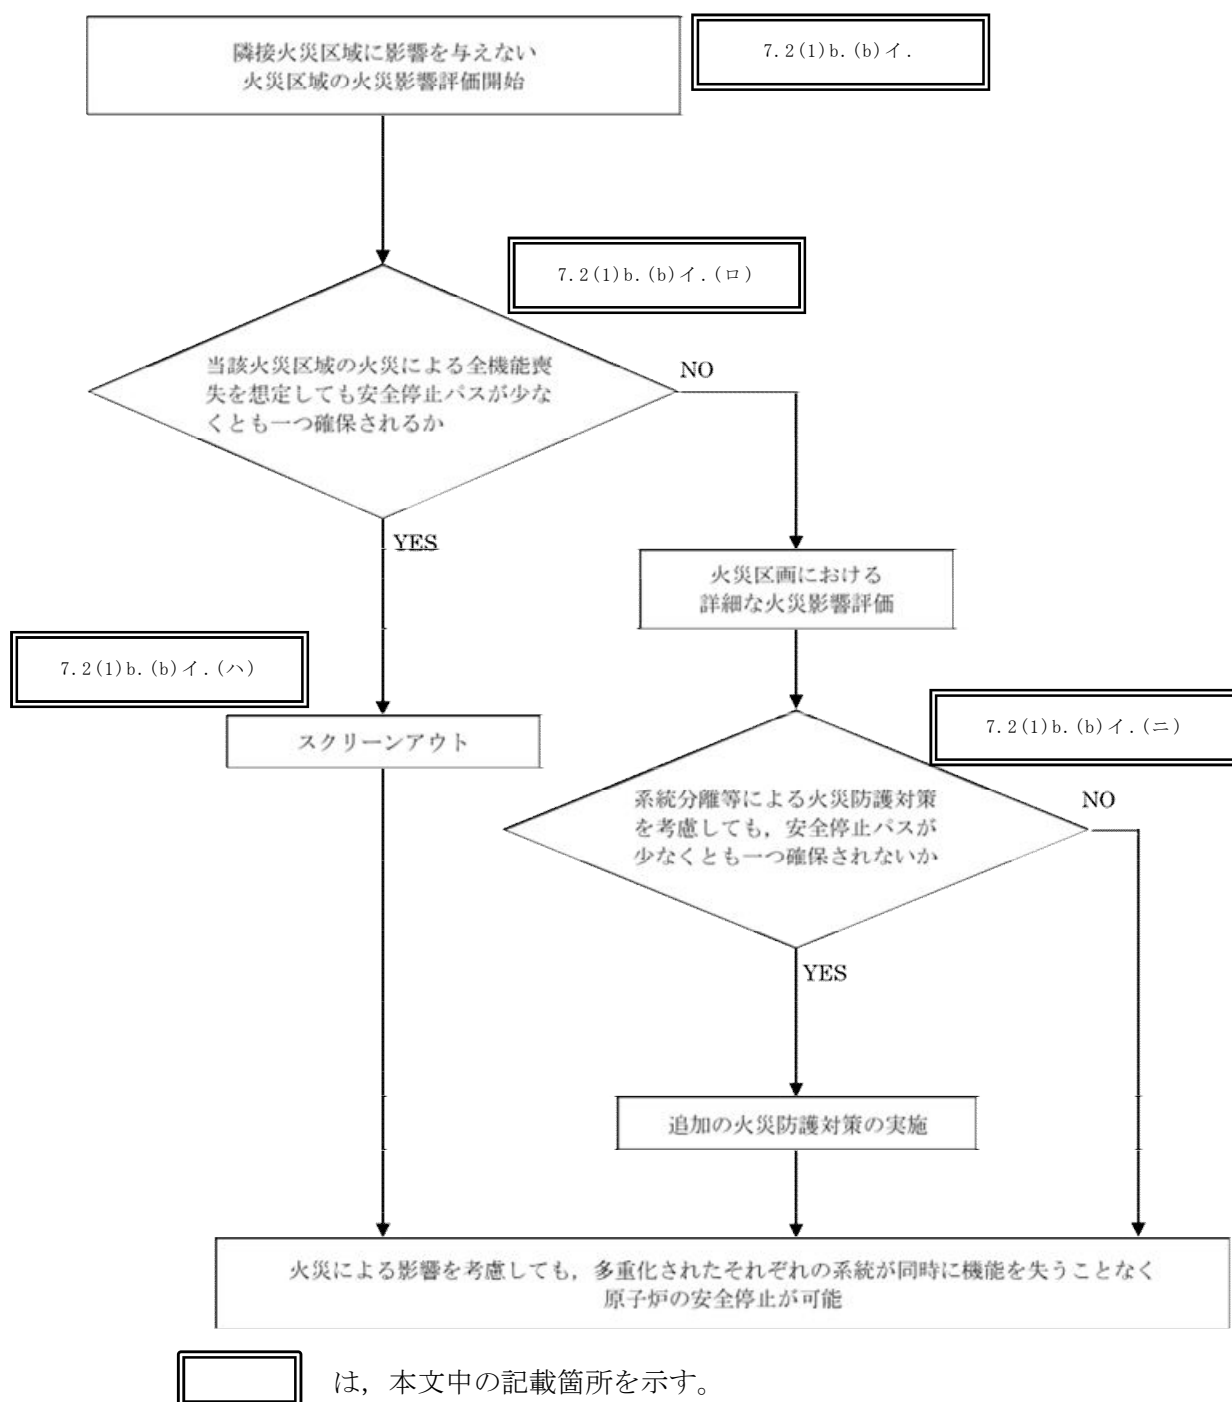 隣接火災区域に影響を与えない
火災区域の火災影響評価開始
7.2(1)b.(b)イ.
7.2(1)b.(b)イ.(ロ)
当該火災区域の火災による全機能喪
失を想定しても安全停止パスが少な
くとも一つ確保されるか
NO
YES
火災区画における
詳細な火災影響評価
7.2(1)b.(b)イ.(ハ)
スクリーンアウト
7.2(1)b.(b)イ.(ニ)
系統分離等による火災防護対策
を考慮しても，安全停止パスが
少なくとも一つ確保されないか
NO
YES
追加の火災防護対策の実施
火災による影響を考慮しても，多重化されたそれぞれの系統が同時に機能を失うことなく
原子炉の安全停止が可能
は，本文中の記載箇所を示す。